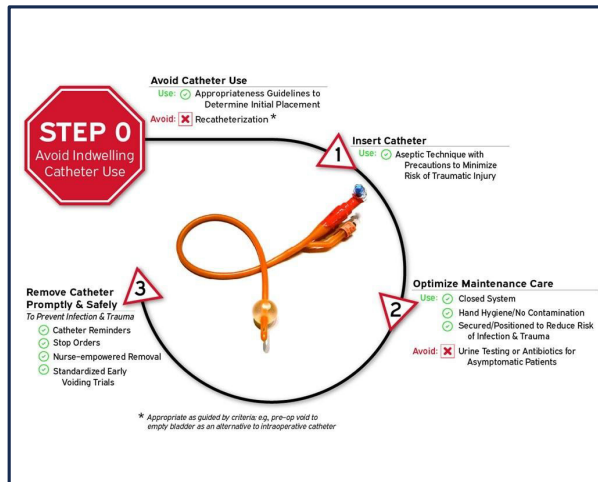 STEP 0
Avoid Indwelling
Catheter Use
Avoid Catheter Use
Use: Appropriateness Guidelines to
Determine Initial Placement
Avoid: Recatheterization *
1
Insert Catheter
Use: Aseptic Technique with
Precautions to Minimize
Risk of Traumatic Injury
2
Optimize Maintenance Care
Use: Closed System
Hand Hygiene/No Contamination
Secured/Positioned to Reduce Risk
of Infection & Trauma
Avoid: Urine Testing or Antibiotics for
Asymptomatic Patients
3
Remove Catheter
Promptly & Safely
To Prevent Infection & Trauma
Catheter Reminders
Stop Orders
Nurse-empowered Removal
Standardized Early
Voiding Trials
* Appropriate as guided by criteria; e.g., pre-op void to
empty bladder as an alternative to intraoperative catheter